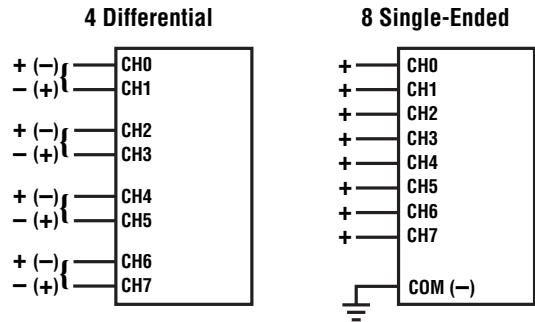 4 Differential
+ (−) { CH0
− (+) CH1
+ (−) { CH2
− (+) CH3
+ (−) { CH4
− (+) CH5
+ (−) { CH6
− (+) CH7
8 Single-Ended
+ CH0
+ CH1
+ CH2
+ CH3
+ CH4
+ CH5
+ CH6
+ CH7
COM (−)